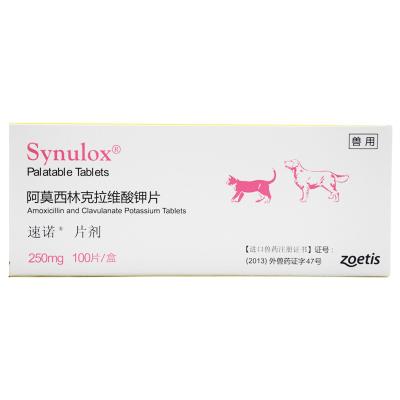 兽用
Synulox®
Palatable Tablets
阿莫西林克拉维酸钾片
Amoxicillin and Clavulanate Potassium Tablets
速诺® 片剂
【进口兽药注册证书】证号:
250mg 100片/盒
(2013) 外兽药证字47号
zoetis